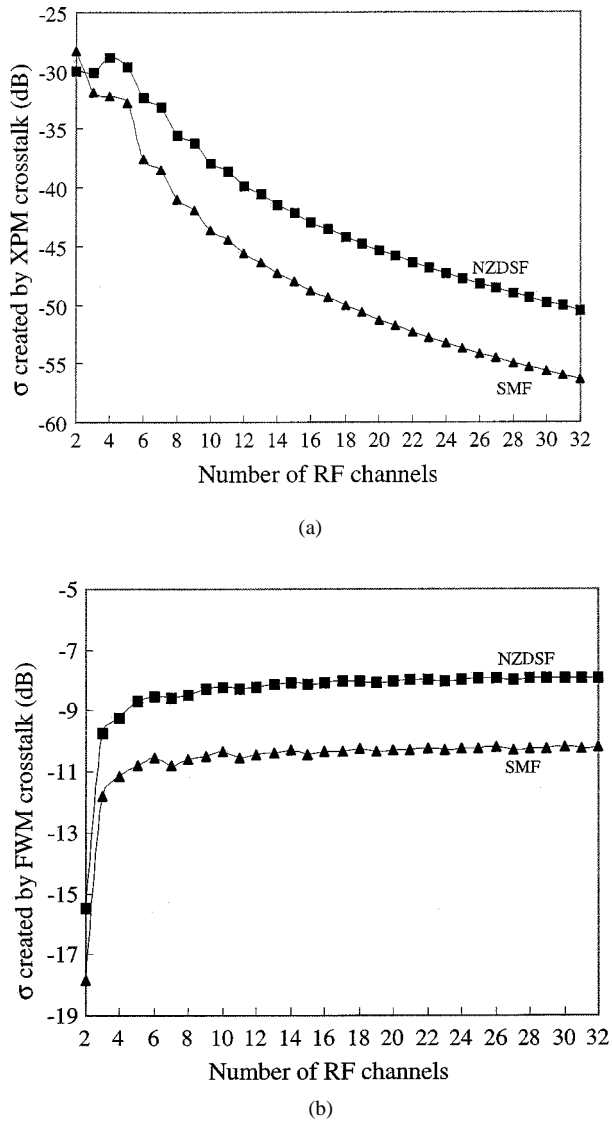 -25
-30
-35
-40
-45
-50
-55
-60
σ created by XPM crosstalk (dB)
NZDSF
SMF
2 4 6 8 10 12 14 16 18 20 22 24 26 28 30 32
Number of RF channels
(a)
-5
-7
-9
-11
-13
-15
-17
-19
σ created by FWM crosstalk (dB)
NZDSF
SMF
2 4 6 8 10 12 14 16 18 20 22 24 26 28 30 32
Number of RF channels
(b)